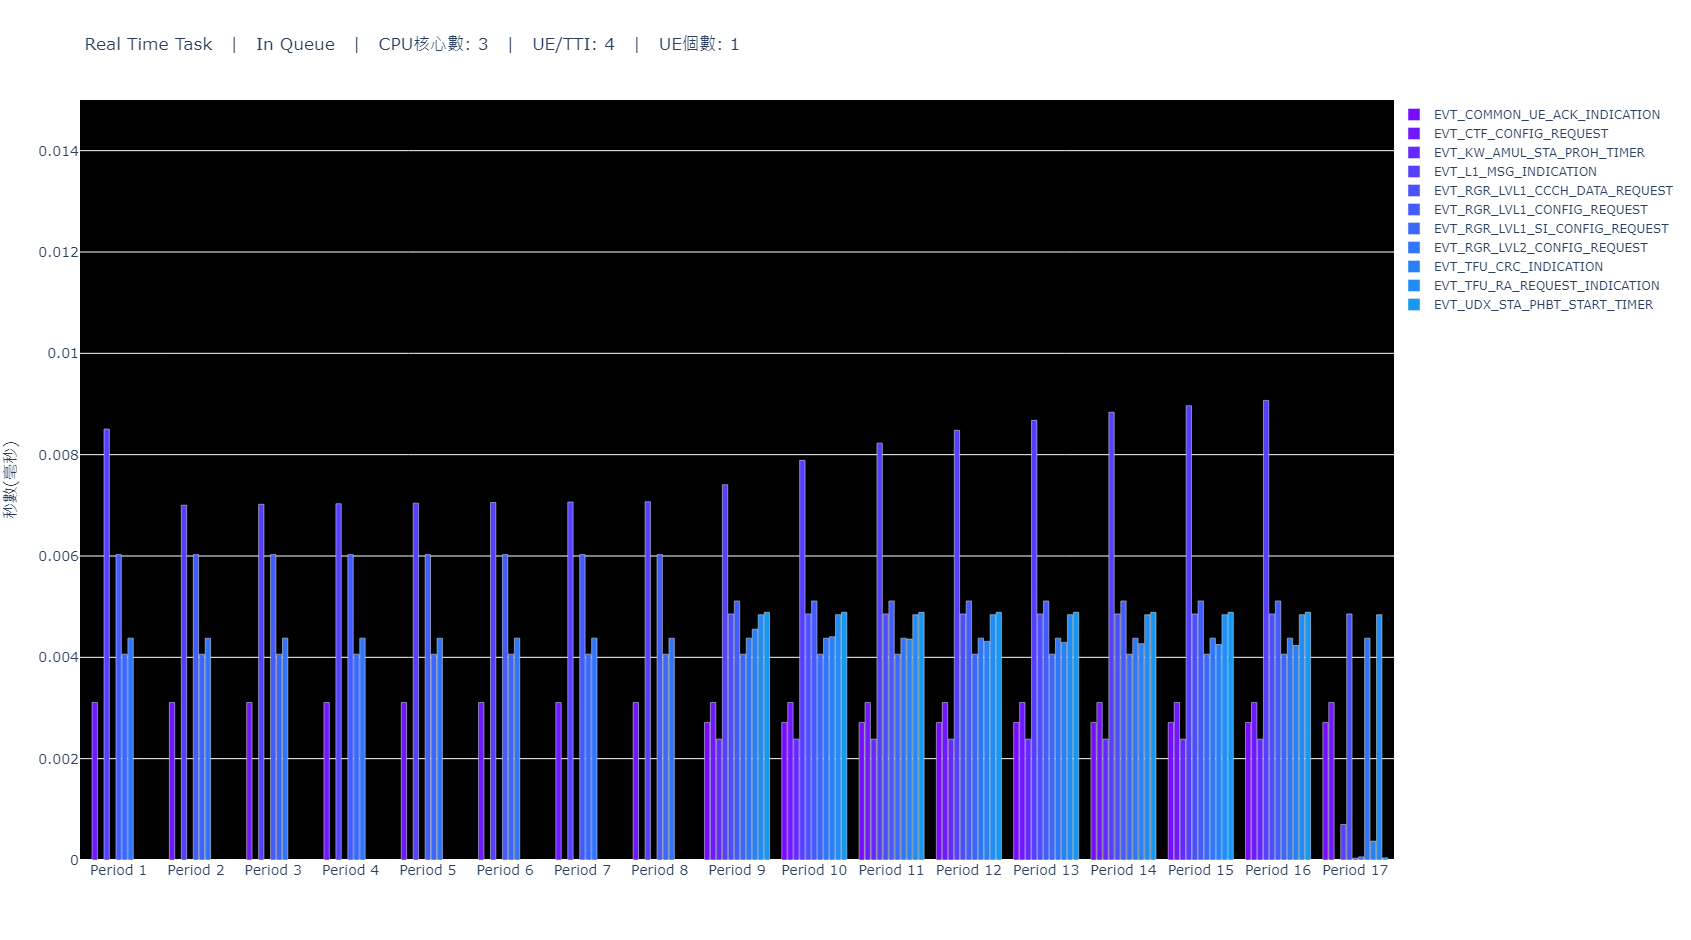 Real Time Task | In Queue | CPU核心數: 3 | UE/TTI: 4 | UE個數: 1
秒數(毫秒)
0.014
0.012
0.01
0.008
0.006
0.004
0.002
0
Period 1 Period 2 Period 3 Period 4 Period 5 Period 6 Period 7 Period 8 Period 9 Period 10 Period 11 Period 12 Period 13 Period 14 Period 15 Period 16 Period 17
EVT_COMMON_UE_ACK_INDICATION
EVT_CTF_CONFIG_REQUEST
EVT_KW_AMUL_STA_PROH_TIMER
EVT_L1_MSG_INDICATION
EVT_RGR_LVL1_CCCH_DATA_REQUEST
EVT_RGR_LVL1_CONFIG_REQUEST
EVT_RGR_LVL1_SI_CONFIG_REQUEST
EVT_RGR_LVL2_CONFIG_REQUEST
EVT_TFU_CRC_INDICATION
EVT_TFU_RA_REQUEST_INDICATION
EVT_UDX_STA_PHBT_START_TIMER